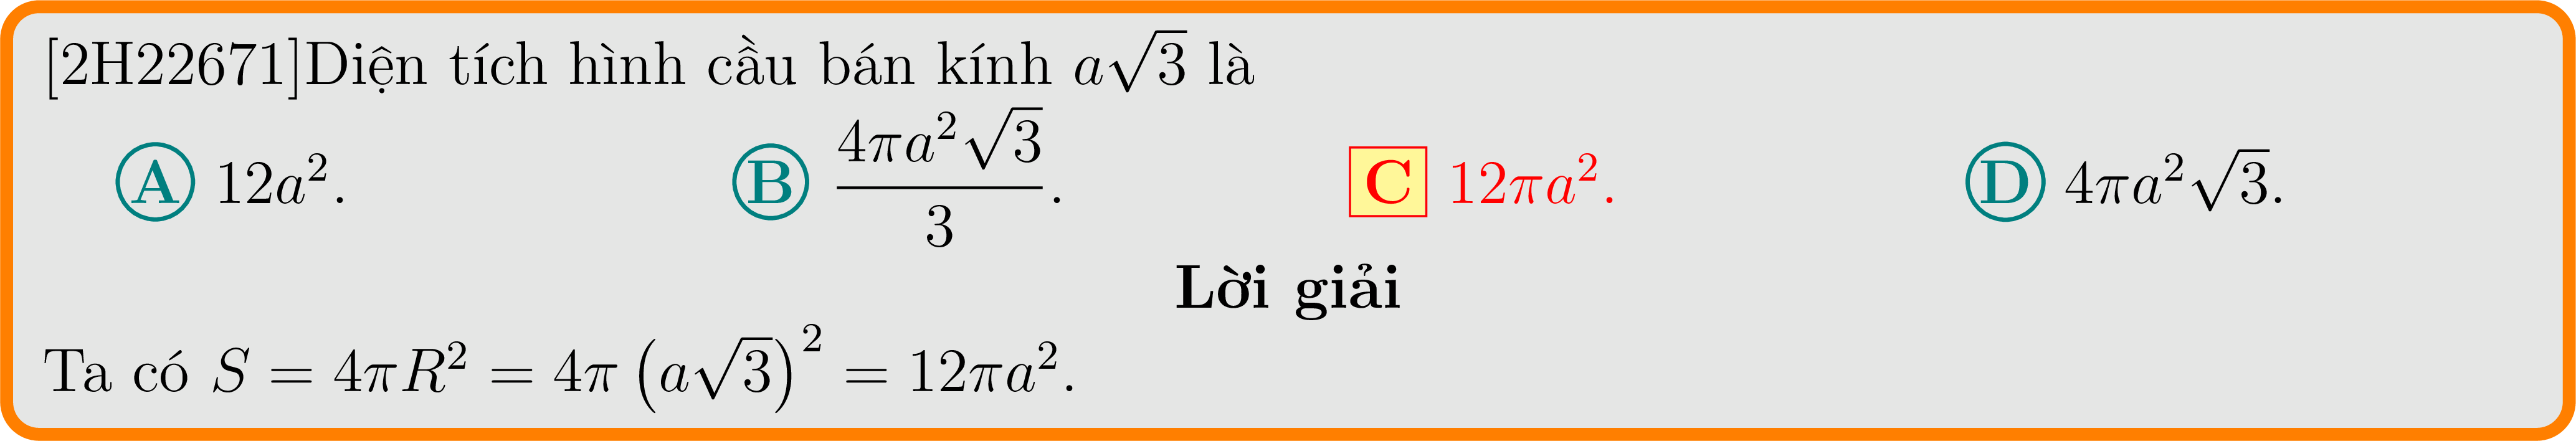 [2H22671]Diện tích hình cầu bán kính $a\sqrt{3}$ là
A $12a^2$. B $\dfrac{4\pi a^2\sqrt{3}}{3}$. C $12\pi a^2$. D $4\pi a^2\sqrt{3}$.
Lời giải
Ta có $S = 4\pi R^2 = 4\pi \left(a\sqrt{3}\right)^2 = 12\pi a^2$.